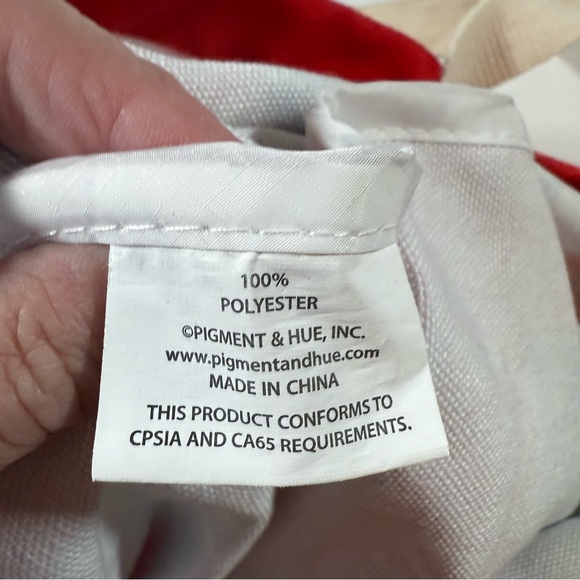 100%
POLYESTER
©PIGMENT & HUE, INC.
www.pigmentandhue.com
MADE IN CHINA
THIS PRODUCT CONFORMS TO
CPSIA AND CA65 REQUIREMENTS.